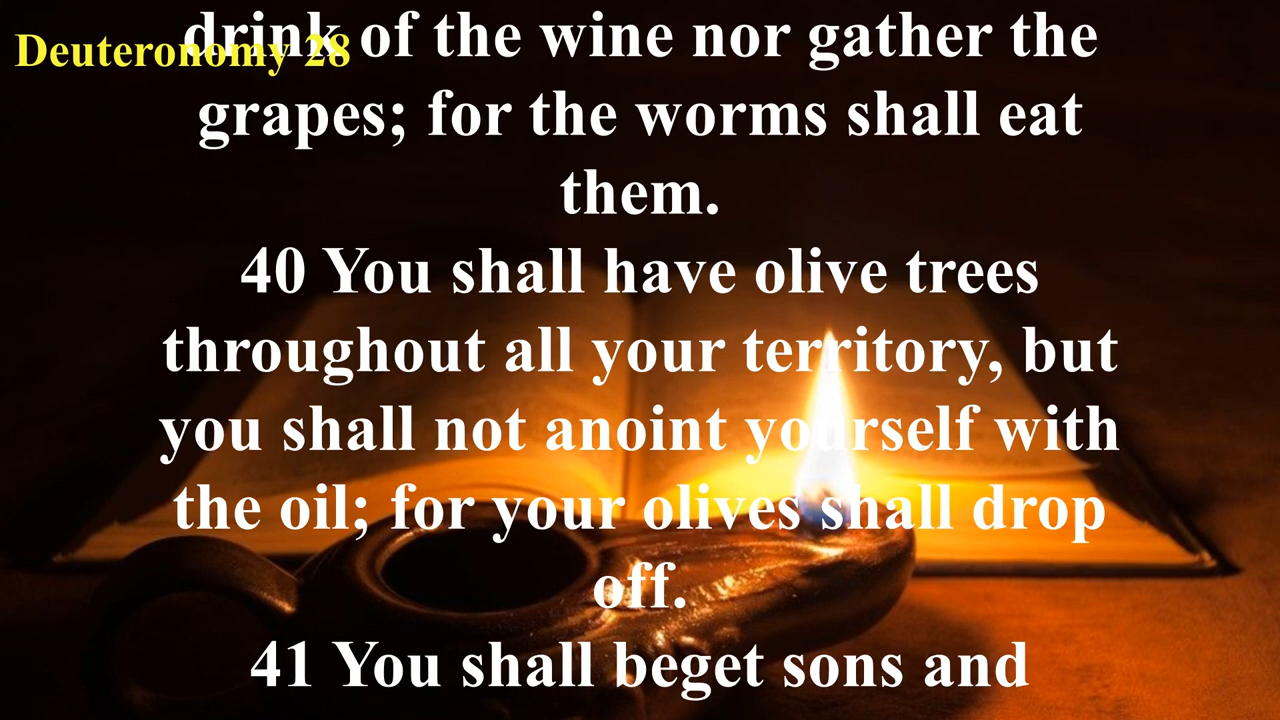 Deuteronomy 28
drink of the wine nor gather the
grapes; for the worms shall eat
them.
40 You shall have olive trees
throughout all your territory, but
you shall not anoint yourself with
the oil; for your olives shall drop
off.
41 You shall beget sons and